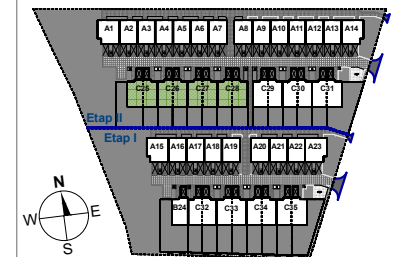 A1 A2 A3 A4 A5 A6 A7 A8 A9 A10 A11 A12 A13 A14
C25 C26 C27 C28 C29 C30 C31
Etap II
Etap I
A15 A16 A17 A18 A19 A20 A21 A22 A23
B24 C32 C33 C34 C35
N
W E
S